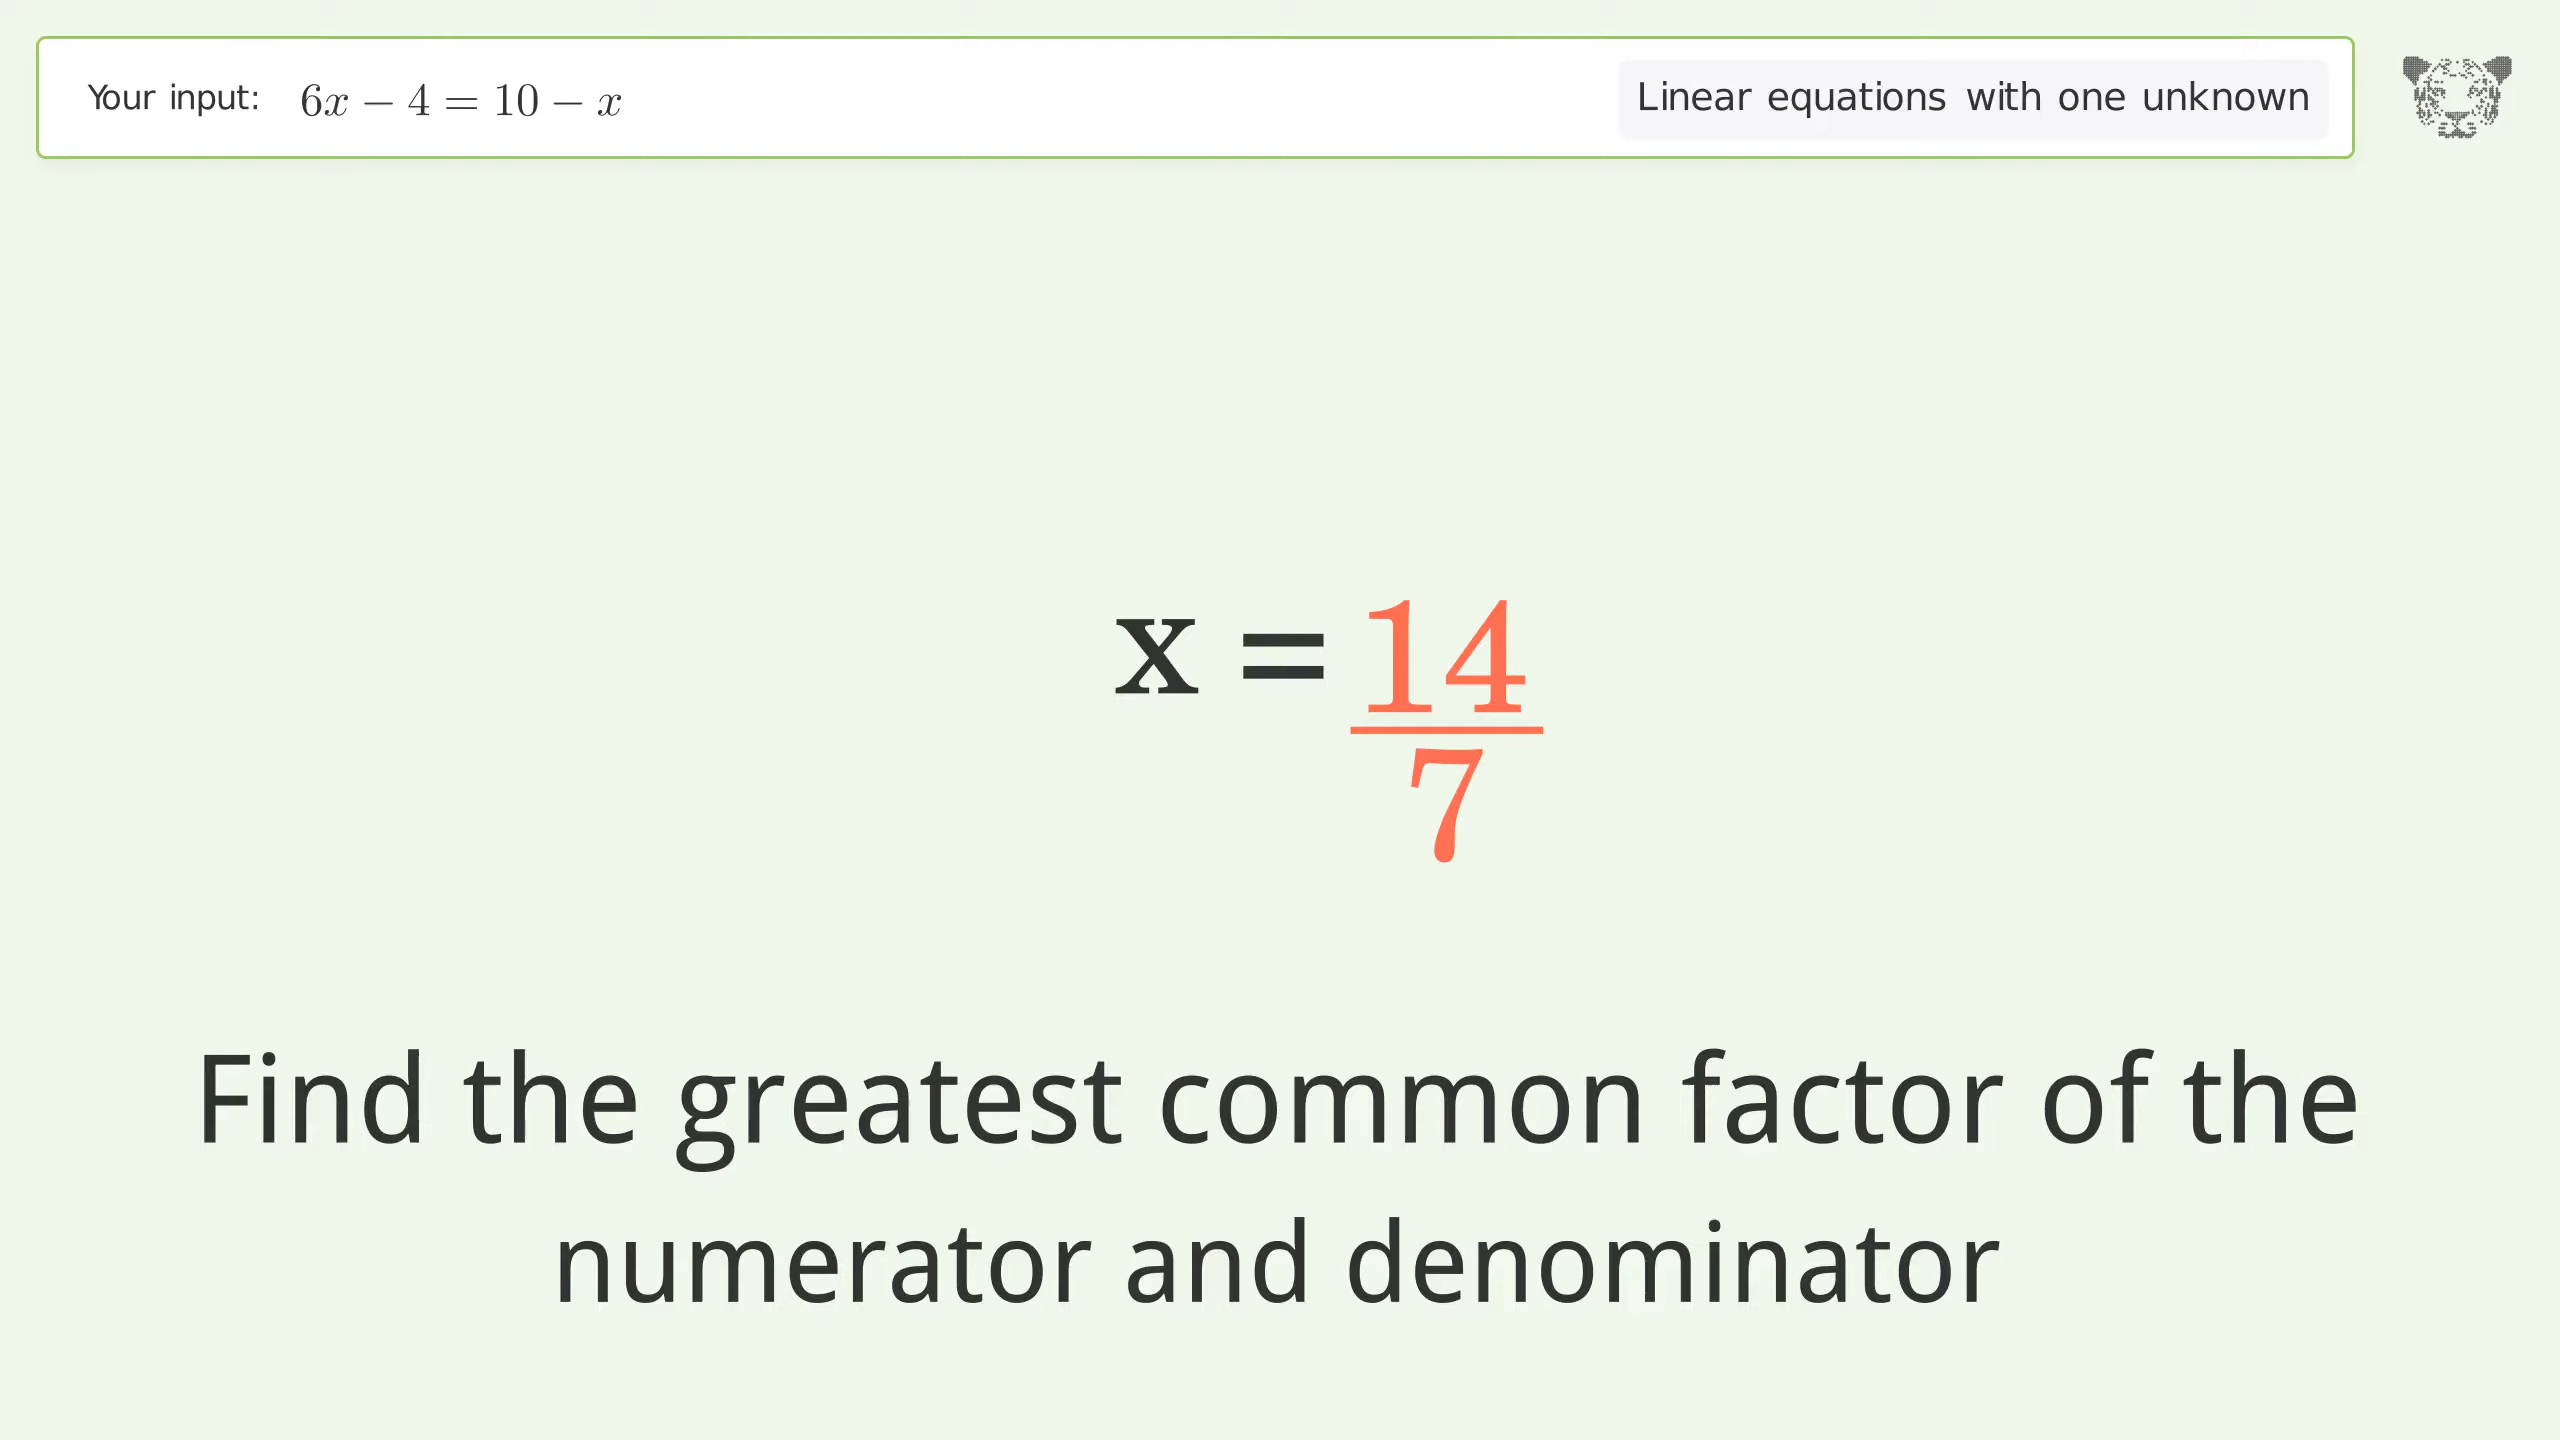 Your input: 6x − 4 = 10 − x
Linear equations with one unknown
x = 14/7
Find the greatest common factor of the
numerator and denominator